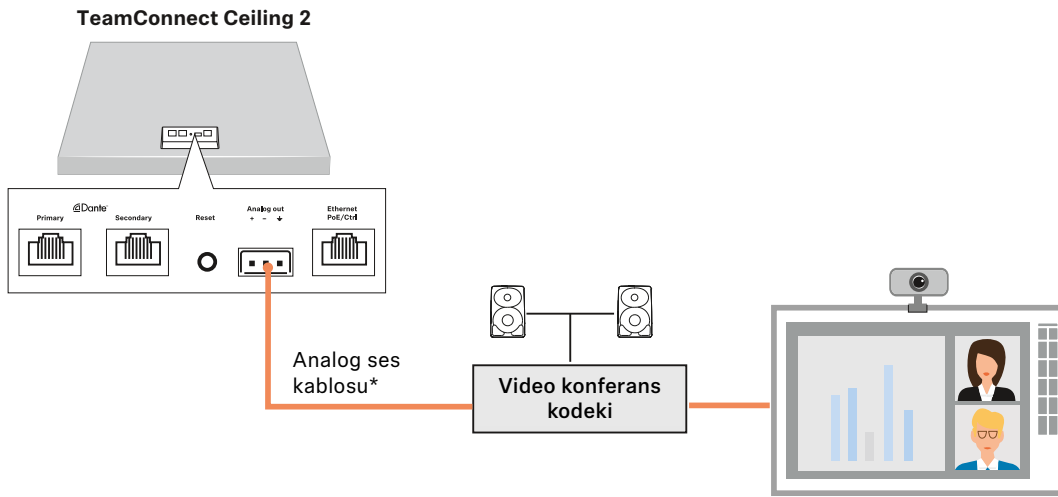 TeamConnect Ceiling 2
Dante
Primary
Secondary
Reset
Analog out
+ -
Ethernet
PoE/Ctrl
Analog ses
kablosu*
Video konferans
kodeki